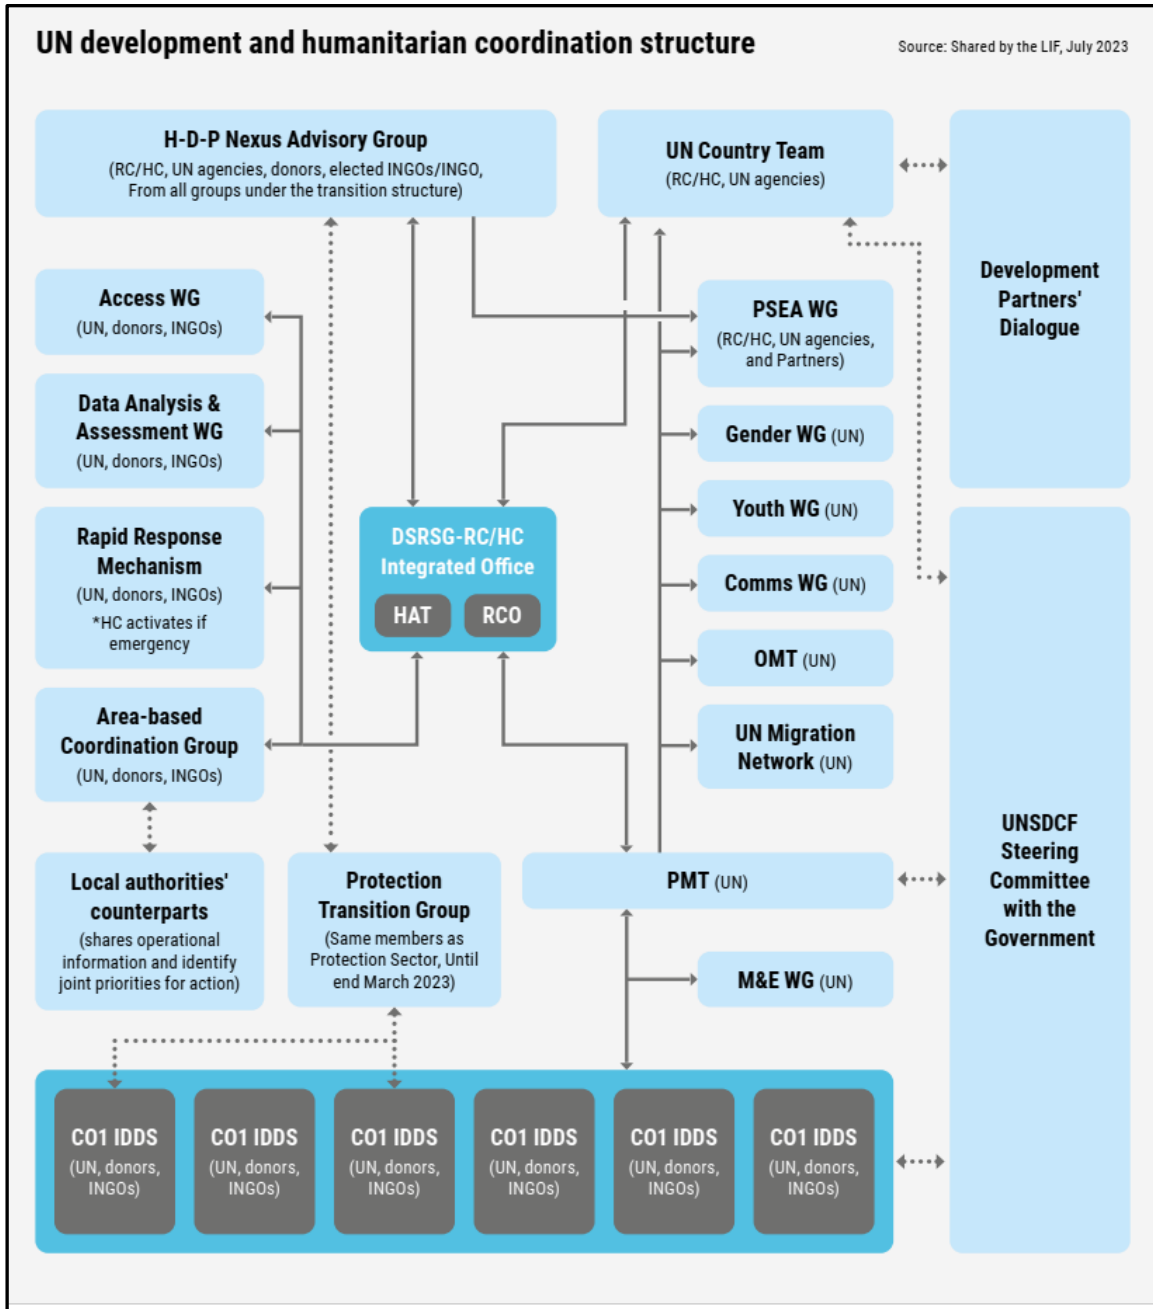 UN development and humanitarian coordination structure
Source: Shared by the LIF, July 2023
H-D-P Nexus Advisory Group
(RC/HC, UN agencies, donors, elected INGOs/INGO,
From all groups under the transition structure)
UN Country Team
(RC/HC, UN agencies)
Development
Partners'
Dialogue
Access WG
(UN, donors, INGOs)
Data Analysis &
Assessment WG
(UN, donors, INGOs)
Rapid Response
Mechanism
(UN, donors, INGOs)
*HC activates if
emergency
Area-based
Coordination Group
(UN, donors, INGOs)
DSRSG-RC/HC
Integrated Office
HAT
RCO
PSEA WG
(RC/HC, UN agencies,
and Partners)
Gender WG (UN)
Youth WG (UN)
Comms WG (UN)
OMT (UN)
UN Migration
Network (UN)
Local authorities'
counterparts
(shares operational
information and identify
joint priorities for action)
Protection
Transition Group
(Same members as
Protection Sector, Until
end March 2023)
PMT (UN)
M&E WG (UN)
UNSDCF
Steering
Committee
with the
Government
CO1 IDDS
(UN, donors,
INGOs)
CO1 IDDS
(UN, donors,
INGOs)
CO1 IDDS
(UN, donors,
INGOs)
CO1 IDDS
(UN, donors,
INGOs)
CO1 IDDS
(UN, donors,
INGOs)
CO1 IDDS
(UN, donors,
INGOs)